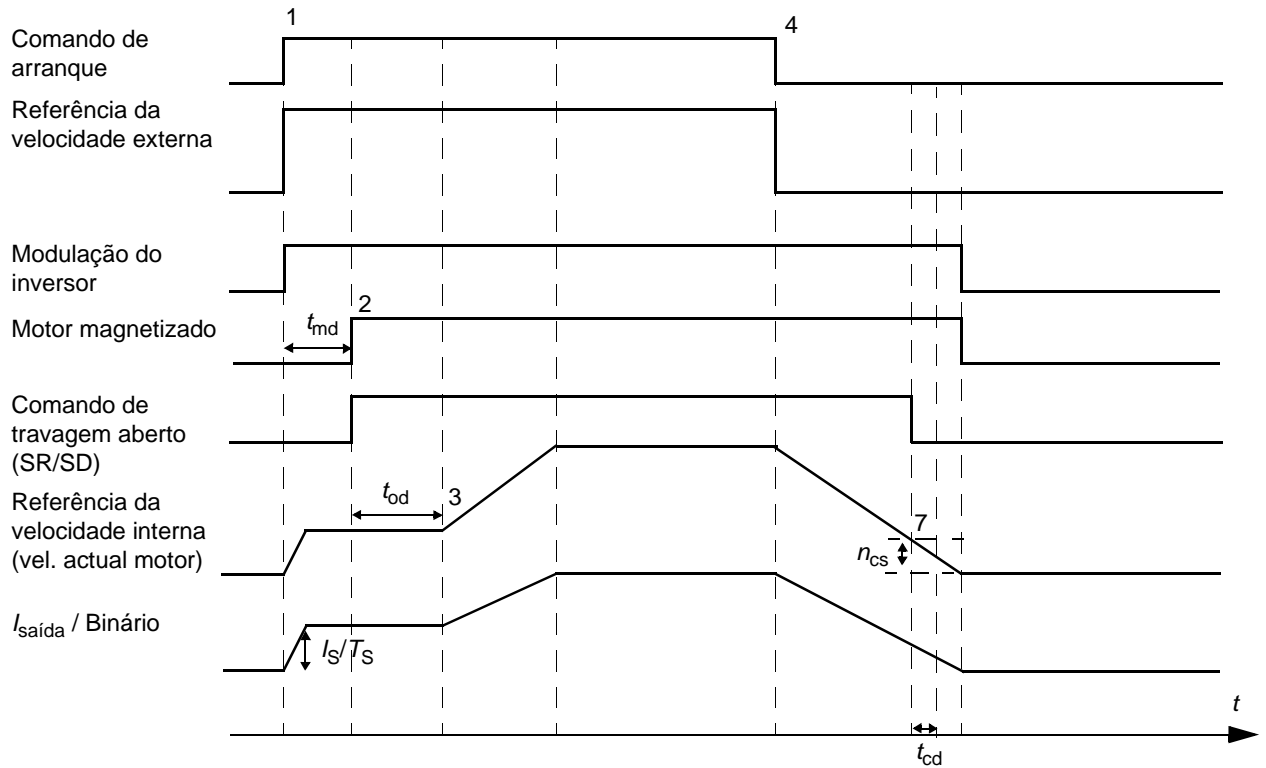 1
4
Comando de
arranque
Referência da
velocidade externa
Modulação do
inversor
2
Motor magnetizado
tmd
Comando de
travagem aberto
(SR/SD)
tod
3
Referência da
velocidade interna
(vel. actual motor)
7
ncs
Isaída / Binário
IS/TS
t
tcd